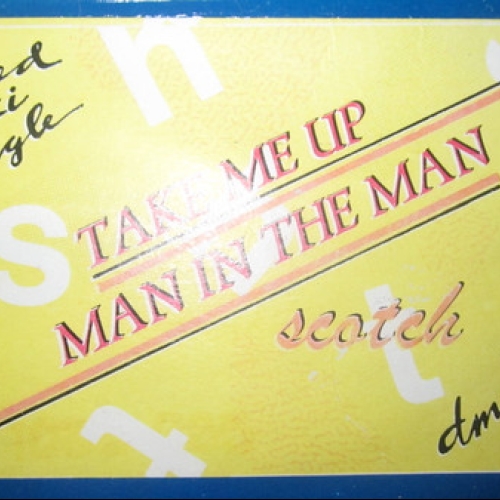 TAKE ME UP
MAN IN THE MAN
scotch